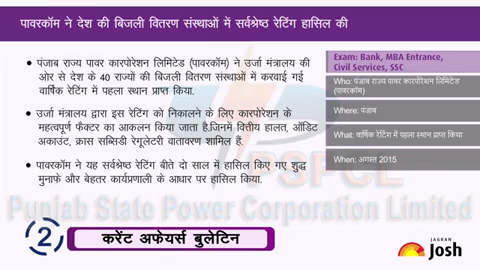 पावरकॉम ने देश की बिजली वितरण संस्थाओं में सर्वश्रेष्ठ रेटिंग हासिल की
• पंजाब राज्य पावर कारपोरेशन लिमिटेड (पावरकॉम) ने उर्जा मंत्रालय की
ओर से देश के 40 राज्यों की बिजली वितरण संस्थाओं में करवाई गई
वार्षिक रेटिंग में पहला स्थान प्राप्त किया.
• उर्जा मंत्रालय द्वारा इस रेटिंग को निकालने के लिए कारपोरेशन के
महत्वपूर्ण फैक्टर का आकलन किया जाता है.जिनमें वित्तीय हालत, ऑडिट
अकाउंट, क्रास सब्सिडी रेगूलेटरी वातावरण शामिल हैं.
• पावरकॉम ने यह सर्वश्रेष्ठ रेटिंग बीते दो साल में हासिल किए गए शुद्ध
मुनाफे और बेहतर कार्यप्रणाली के आधार पर हासिल किया.
Exam: Bank, MBA Entrance,
Civil Services, SSC
Who: पंजाब राज्य पावर कारपोरेशन लिमिटेड
(पावरकॉम)
Where: पंजाब
What: वार्षिक रेटिंग में पहला स्थान प्राप्त किया
When: अगस्त 2015
PSPCL
Punjab State Power Corporation Limited
2
करेंट अफेयर्स बुलेटिन
JAGRAN
Josh